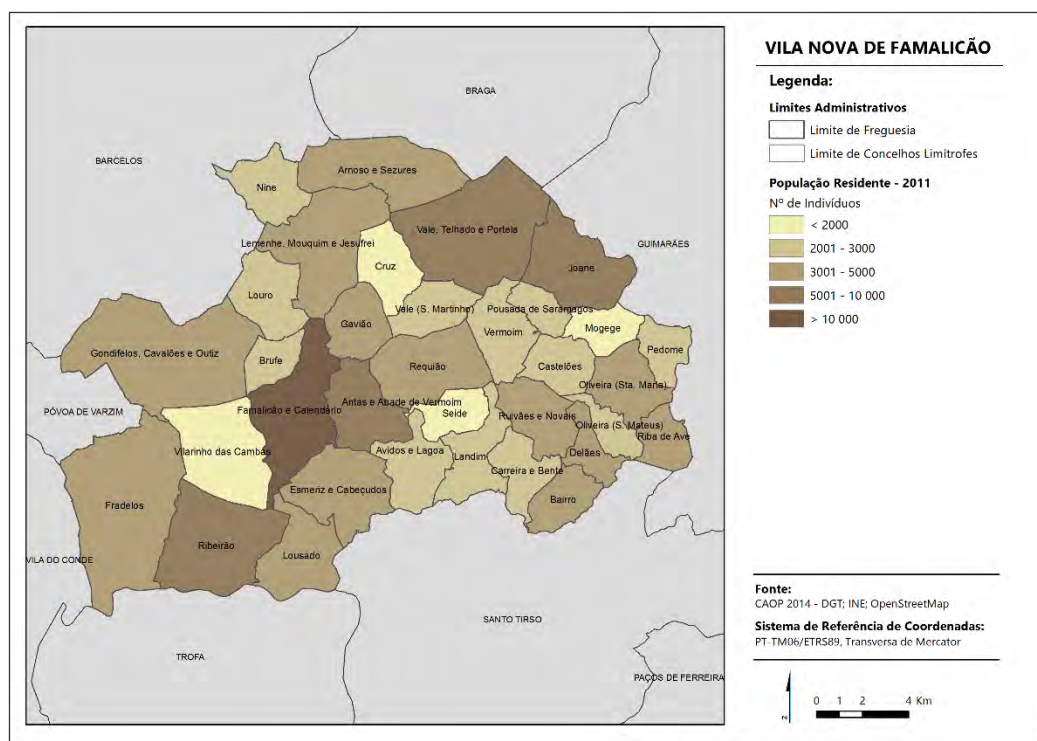 VILA NOVA DE FAMALICÃO
Legenda:
Limites Administrativos
Limite de Freguesia
Limite de Concelhos Limítrofes
População Residente - 2011
Nº de Indivíduos
< 2000
2001 - 3000
3001 - 5000
5001 - 10 000
> 10 000
BRAGA
BARCELOS
Arnoso e Sezures
Nine
Vale, Telhado e Portela
Lemenhe, Mouquim e Jesufrei
GUIMARÃES
Cruz
Joane
Louro
Vale (S. Martinho)
Pousada de Saramagos
Gavião
Mogege
Vermoim
Pedome
Gondifelos, Cavalões e Outiz
Brufe
Requião
Castelões
Oliveira (Sta. Maria)
Antas e Abade de Vermoim
PÓVOA DE VARZIM
Famalicão e Calendário
Seide
Ruivães e Novais
Oliveira (S. Mateus)
Riba de Ave
Vilarinho das Cambas
Avidos e Lagoa
Landim
Delães
Carreira e Bente
Esmeriz e Cabeçudos
Bairro
Fradelos
Ribeirão
Lousado
VILA DO CONDE
SANTO TIRSO
TROFA
PAÇOS DE FERREIRA
Fonte:
CAOP 2014 - DGT; INE; OpenStreetMap
Sistema de Referência de Coordenadas:
PT-TM06/ETRS89, Transversa de Mercator
N
0 1 2 4 Km